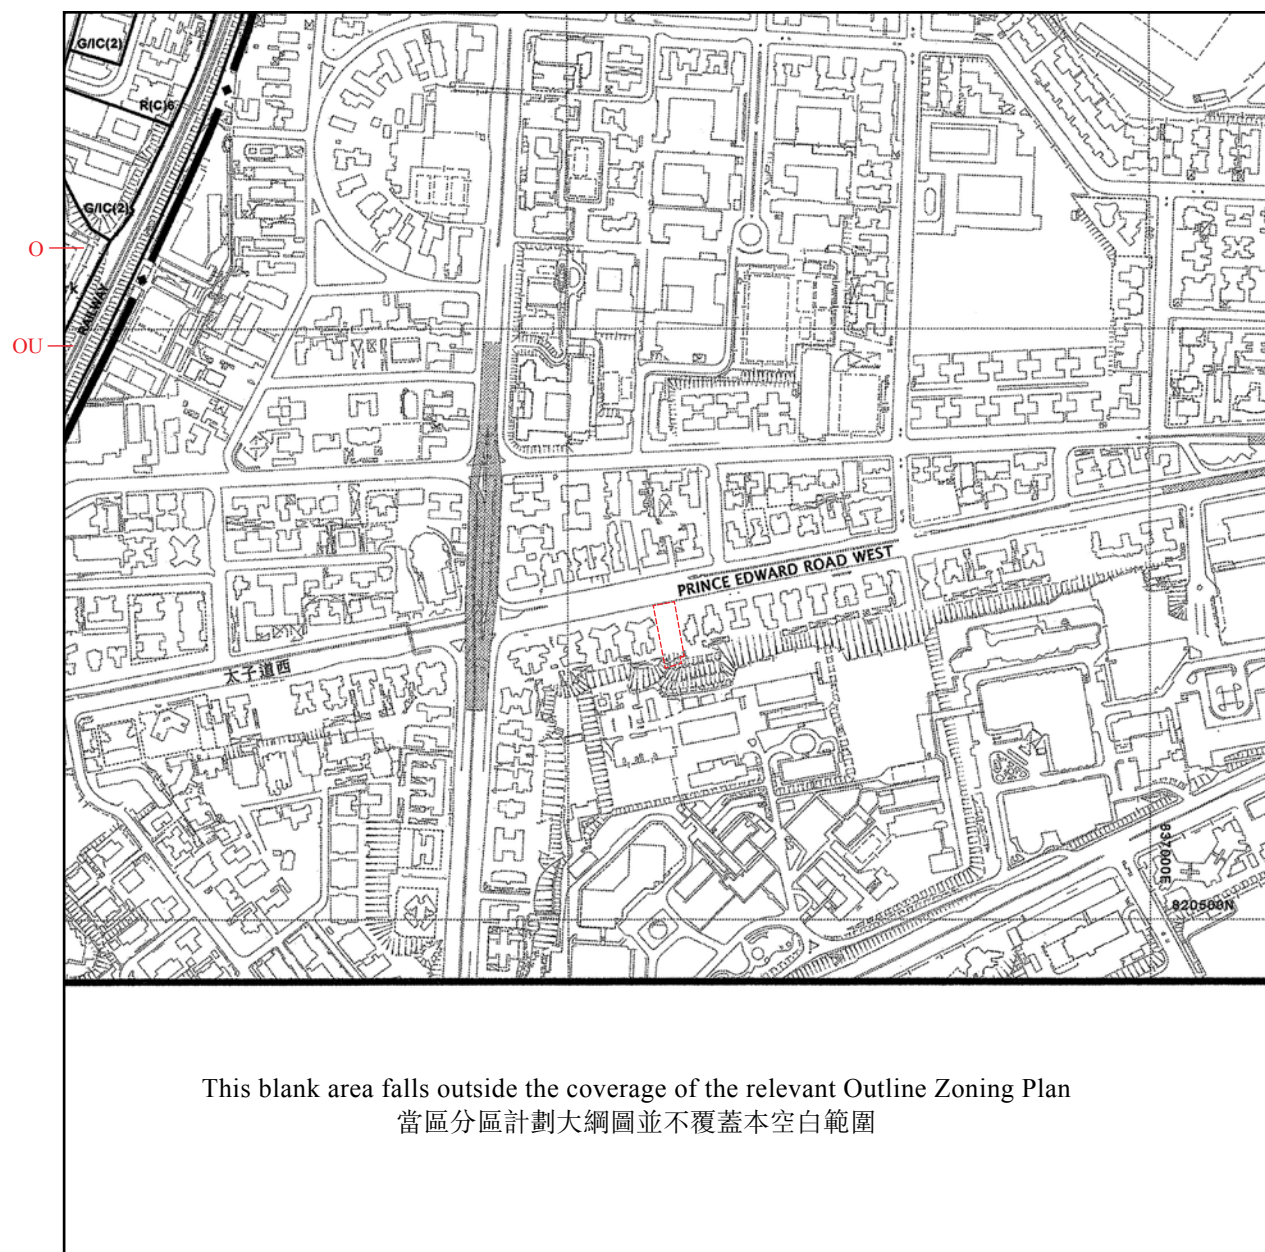 G/IC(2)
R(C)6
G/IC(2)
O
K
RAILWAY
OU
PRINCE EDWARD ROAD WEST
太子道西
837000E
820500N
This blank area falls outside the coverage of the relevant Outline Zoning Plan
當區分區計劃大綱圖並不覆蓋本空白範圍